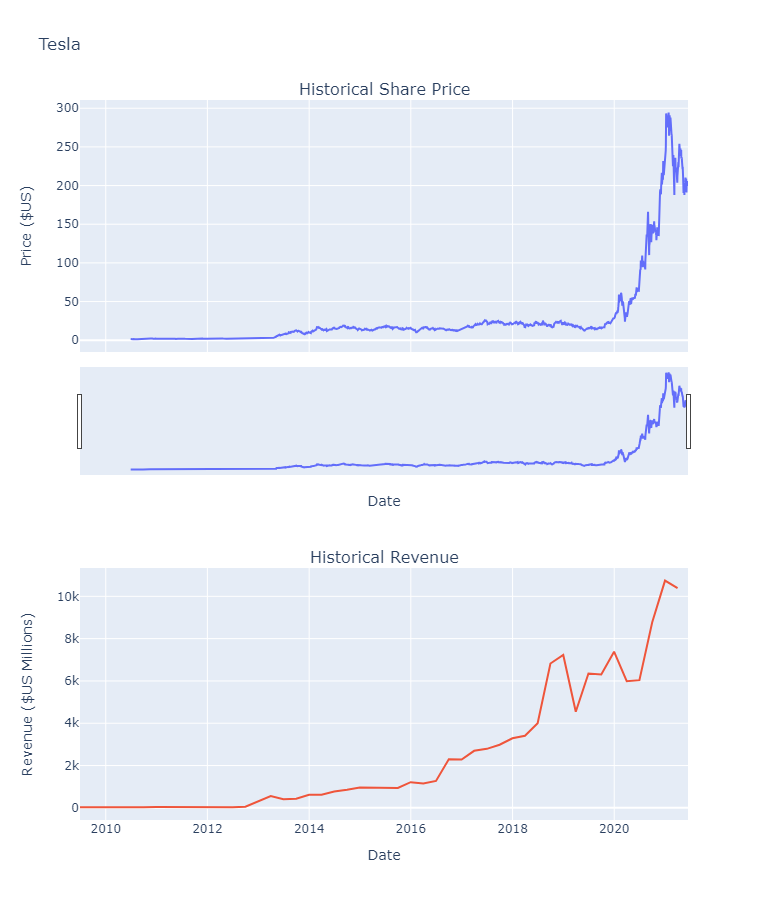 Tesla
Historical Share Price
300
250
200
150
100
50
0
Price ($US)
Date
Historical Revenue
10k
8k
6k
4k
2k
0
Revenue ($US Millions)
2010 2012 2014 2016 2018 2020
Date